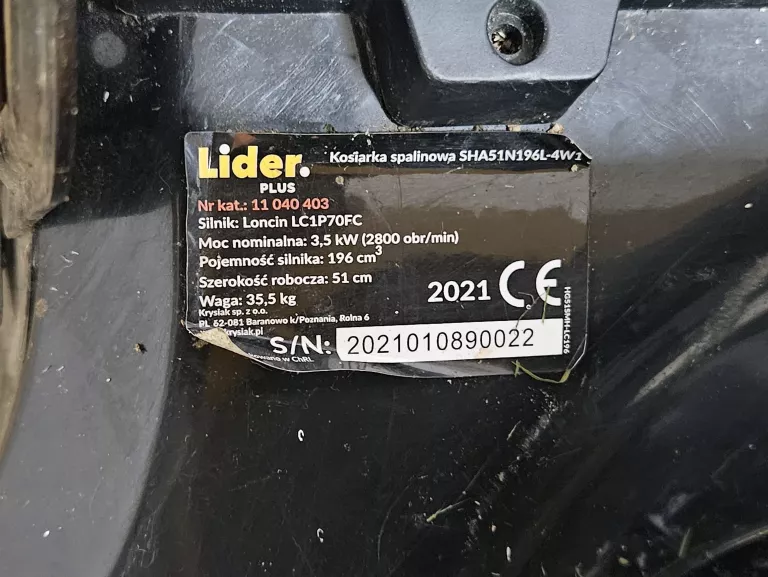 Lider.
PLUS
Kosiarka spalinowa SHA51N196L-4W1
Nr kat.: 11 040 403
Silnik: Loncin LC1P70FC
Moc nominalna: 3,5 kW (2800 obr/min)
Pojemność silnika: 196 cm³
Szerokość robocza: 51 cm
Waga: 35,5 kg
Krysiak sp. z o.o.
PL 62-081 Baranowo k/Poznania, Rolna 6
krysiak.pl
w ChRL
2021 CE
S/N: 2021010890022